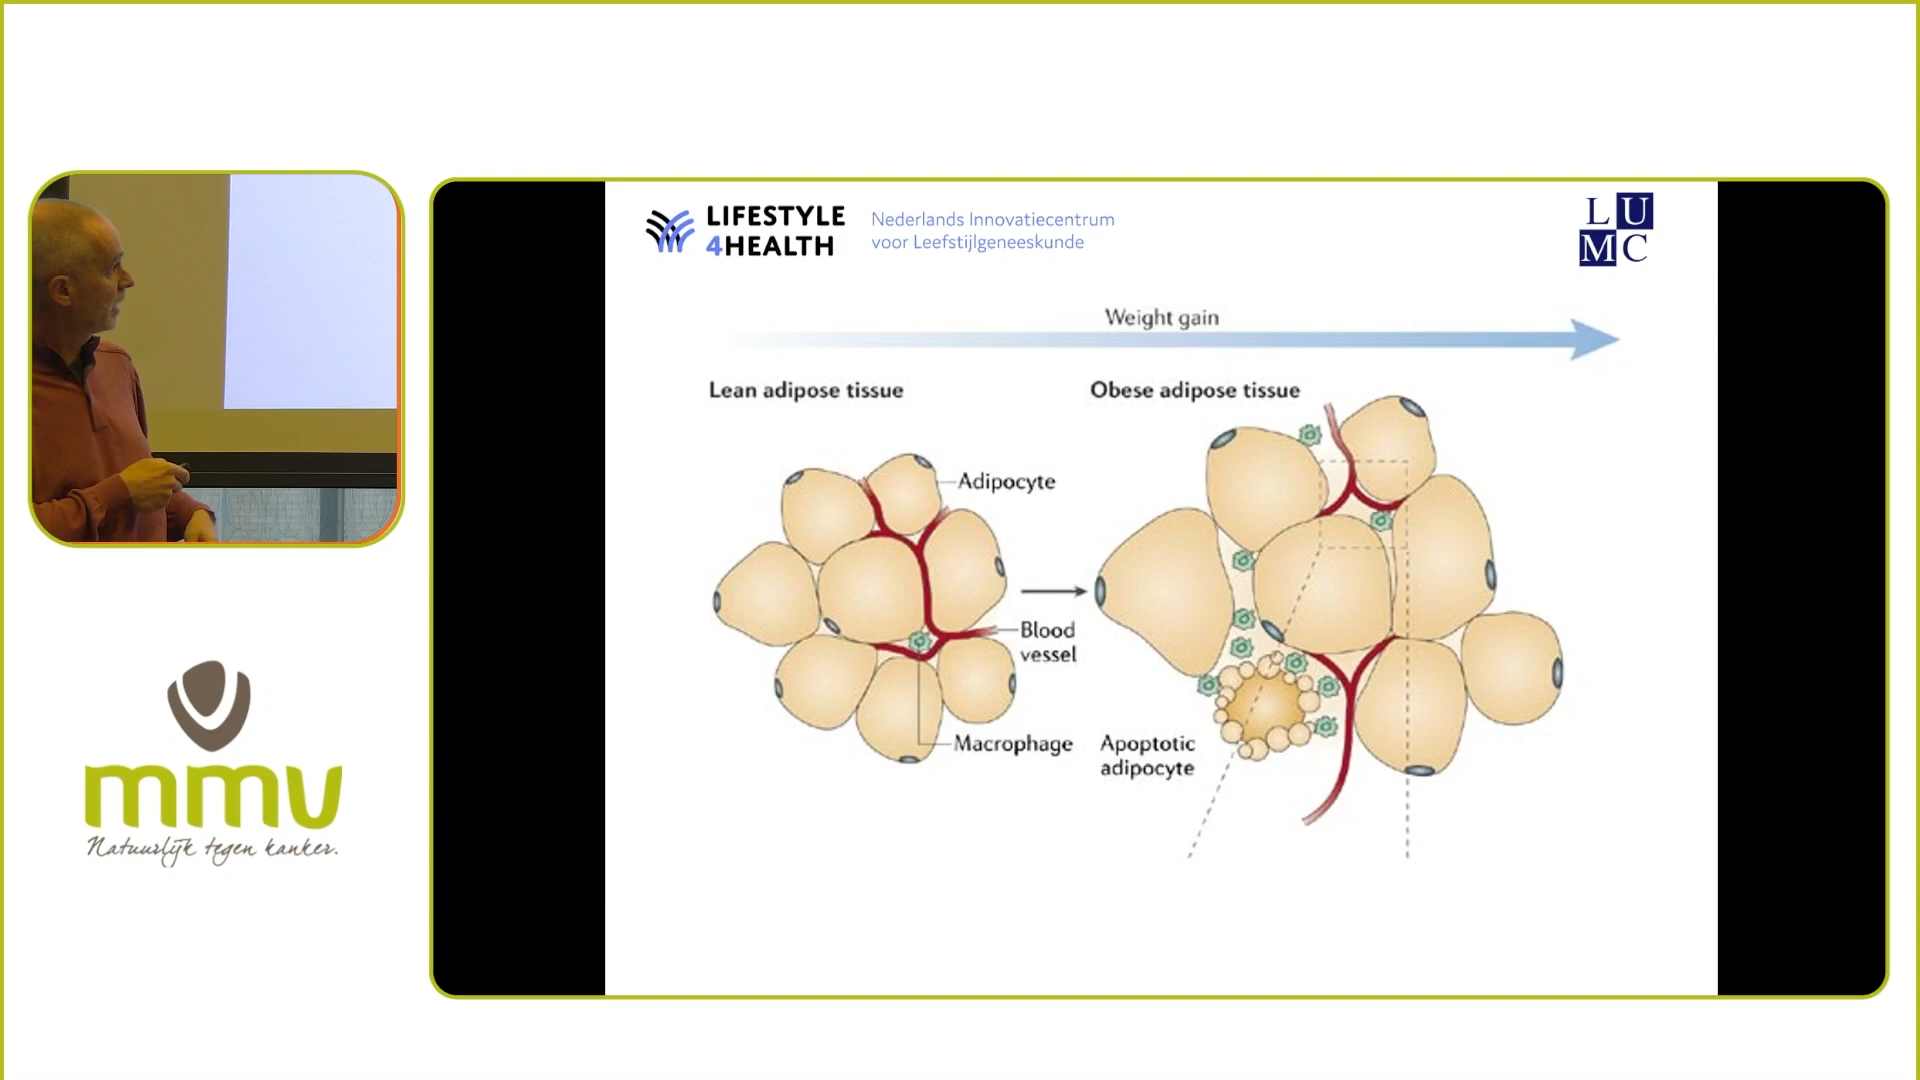 LIFESTYLE
4HEALTH
Nederlands Innovatiecentrum
voor Leefstijlgeneeskunde
L U
M C
Weight gain
Lean adipose tissue
Obese adipose tissue
Adipocyte
Blood
vessel
Macrophage
Apoptotic
adipocyte
mmv
Natuurlijk tegen kanker.